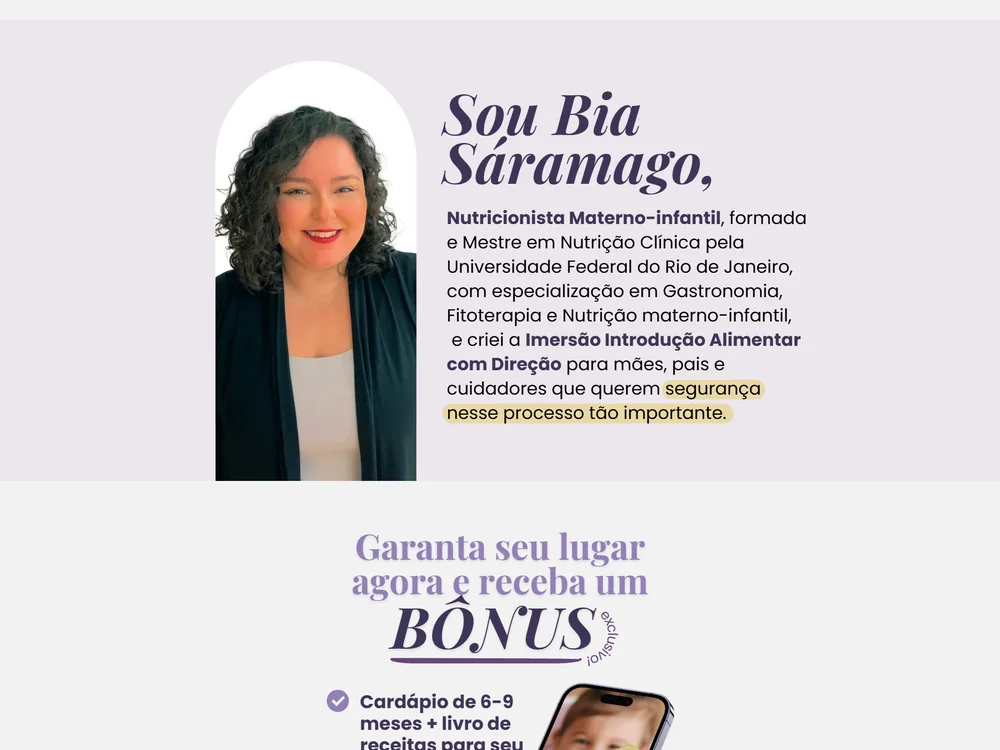 Sou Bia
Sáramago,
Nutricionista Materno-infantil, formada
e Mestre em Nutrição Clínica pela
Universidade Federal do Rio de Janeiro,
com especialização em Gastronomia,
Fitoterapia e Nutrição materno-infantil,
e criei a Imersão Introdução Alimentar
com Direção para mães, pais e
cuidadores que querem segurança
nesse processo tão importante.
Garanta seu lugar
agora e receba um
BÔNUS
exclusivo!
Cardápio de 6-9
meses + livro de
receitas para seu